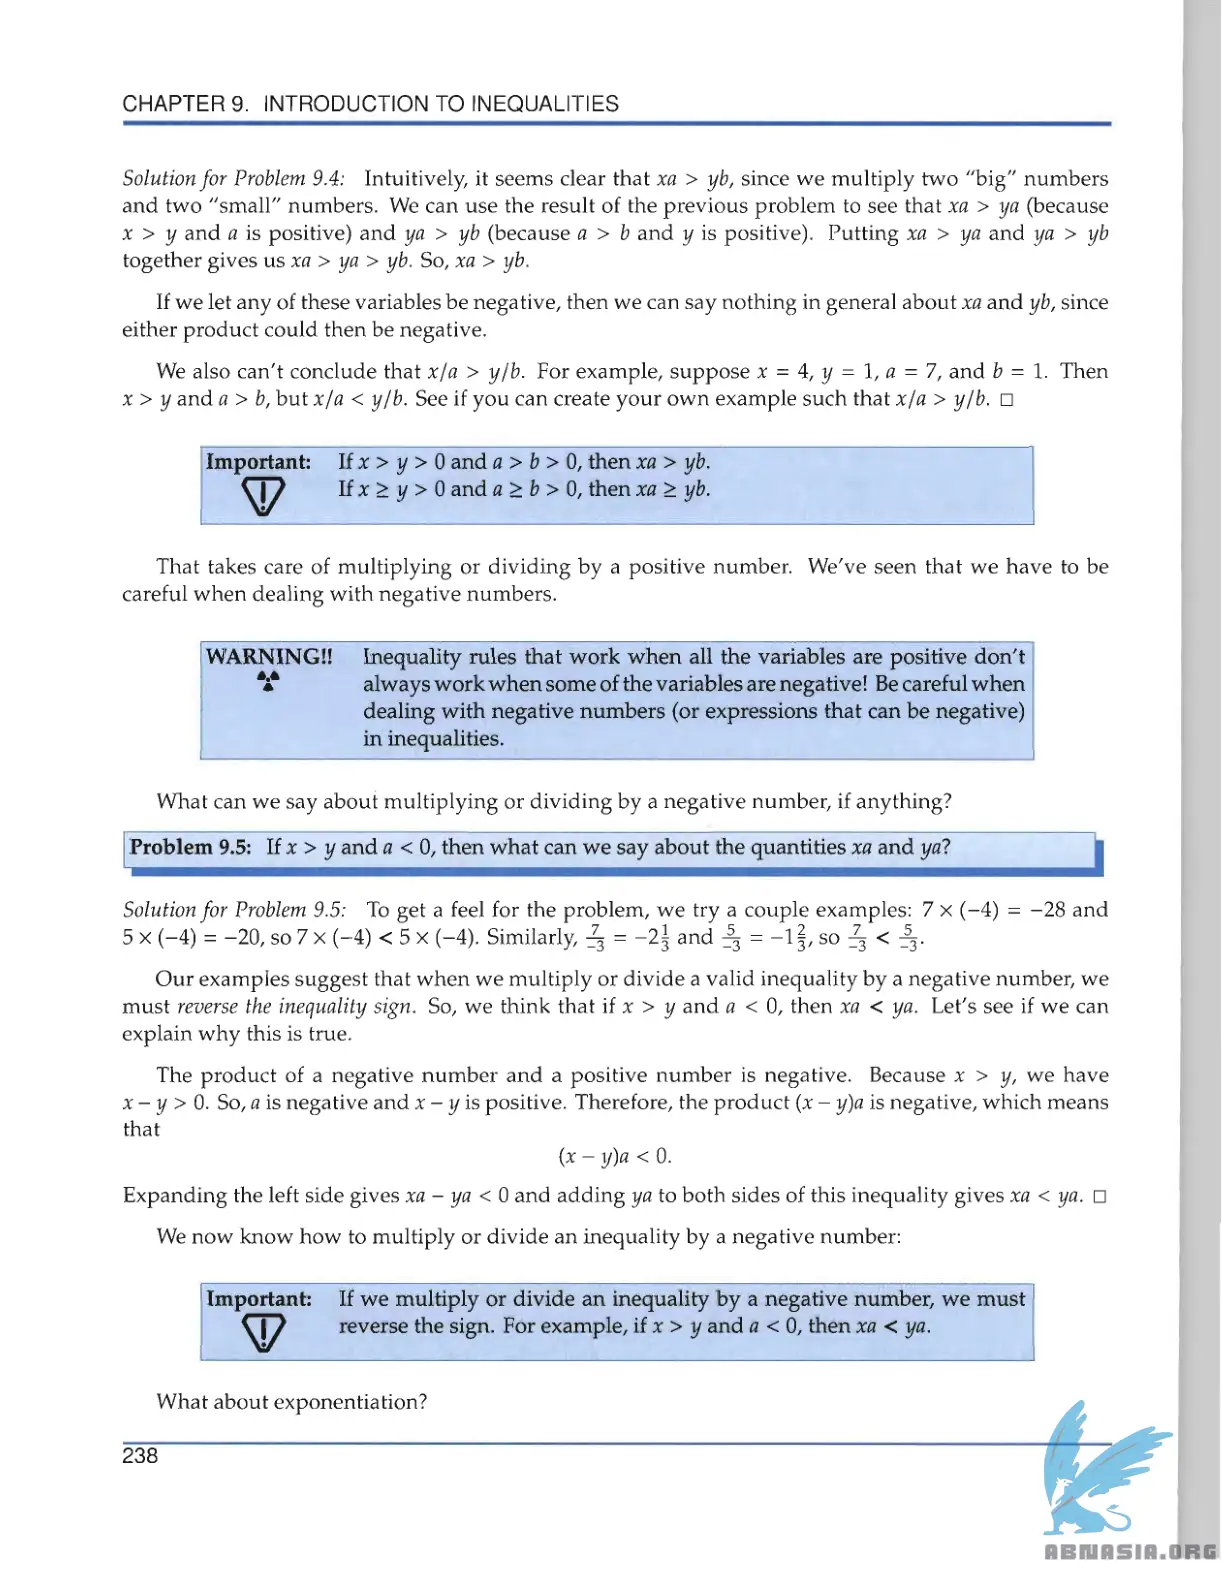 CHAPTER 9. INTRODUCTION TO INEQUALITIES
Solution for Problem 9.4: Intuitively, it seems clear that xa > yb, since we multiply two "big" numbers
and two "small" numbers. We can use the result of the previous problem to see that xa > ya (because
x > y and a is positive) and ya > yb (because a > b and y is positive). Putting xa > ya and ya > yb
together gives us xa > ya > yb. So, xa > yb.
If we let any of these variables be negative, then we can say nothing in general about xa and yb, since
either product could then be negative.
We also can't conclude that x/a > y/b. For example, suppose x = 4, y = 1, a = 7, and b = 1. Then
x > y and a > b, but x/a < y/b. See if you can create your own example such that x/a > y/b. □
Important: If x > y > 0 and a > b > 0, then xa > yb.
If x ≥ y > 0 and a ≥ b > 0, then xa ≥ yb.
That takes care of multiplying or dividing by a positive number. We've seen that we have to be
careful when dealing with negative numbers.
WARNING!! Inequality rules that work when all the variables are positive don't
always work when some of the variables are negative! Be careful when
dealing with negative numbers (or expressions that can be negative)
in inequalities.
What can we say about multiplying or dividing by a negative number, if anything?
Problem 9.5: If x > y and a < 0, then what can we say about the quantities xa and ya?
Solution for Problem 9.5: To get a feel for the problem, we try a couple examples: 7 × (−4) = −28 and
5 × (−4) = −20, so 7 × (−4) < 5 × (−4). Similarly, 7/−3 = −2 1/3 and 5/−3 = −1 2/3, so 7/−3 < 5/−3.
Our examples suggest that when we multiply or divide a valid inequality by a negative number, we
must reverse the inequality sign. So, we think that if x > y and a < 0, then xa < ya. Let's see if we can
explain why this is true.
The product of a negative number and a positive number is negative. Because x > y, we have
x − y > 0. So, a is negative and x − y is positive. Therefore, the product (x − y)a is negative, which means
that
(x − y)a < 0.
Expanding the left side gives xa − ya < 0 and adding ya to both sides of this inequality gives xa < ya. □
We now know how to multiply or divide an inequality by a negative number:
Important: If we multiply or divide an inequality by a negative number, we must
reverse the sign. For example, if x > y and a < 0, then xa < ya.
What about exponentiation?
238
ABNASIA.ORG